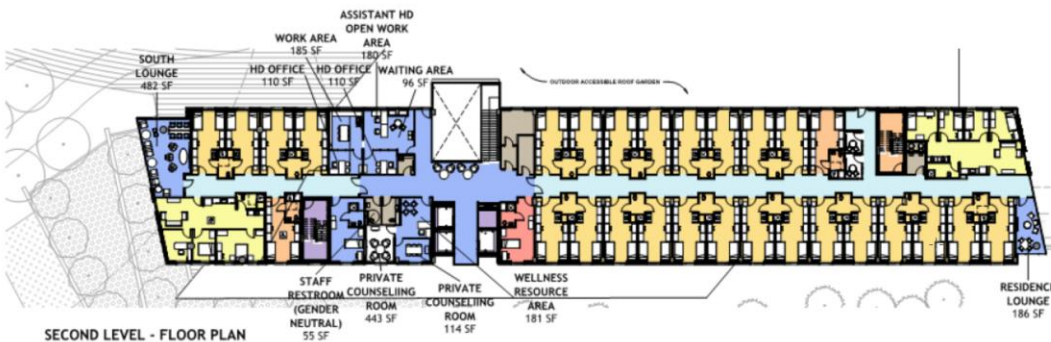 ASSISTANT HD
OPEN WORK
AREA
180 SF
WORK AREA
185 SF
SOUTH
LOUNGE
482 SF
HD OFFICE
110 SF
HD OFFICE
110 SF
WAITING AREA
96 SF
OUTDOOR ACCESSIBLE ROOF GARDEN
STAFF
RESTROOM
(GENDER
NEUTRAL)
55 SF
PRIVATE
COUNSELIING
ROOM
443 SF
PRIVATE
COUNSELIING
ROOM
114 SF
WELLNESS
RESOURCE
AREA
181 SF
RESIDENCE
LOUNGE
186 SF
SECOND LEVEL - FLOOR PLAN